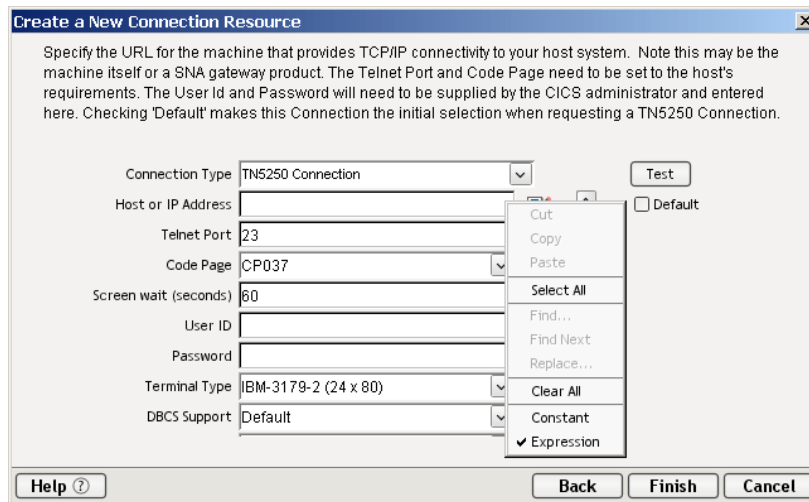 Create a New Connection Resource
Specify the URL for the machine that provides TCP/IP connectivity to your host system. Note this may be the
machine itself or a SNA gateway product. The Telnet Port and Code Page need to be set to the host's
requirements. The User Id and Password will need to be supplied by the CICS administrator and entered
here. Checking 'Default' makes this Connection the initial selection when requesting a TN5250 Connection.
Connection Type TN5250 Connection Test
Host or IP Address Default
Telnet Port 23
Code Page CP037
Screen wait (seconds) 60
User ID
Password
Terminal Type IBM-3179-2 (24 x 80)
DBCS Support Default
Cut
Copy
Paste
Select All
Find...
Find Next
Replace...
Clear All
Constant
Expression
Help ? Back Finish Cancel